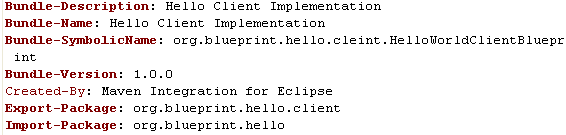 Bundle-Description: Hello Client Implementation
Bundle-Name: Hello Client Implementation
Bundle-SymbolicName: org.blueprint.hello.cleint.HelloWorldClientBluepr
int
Bundle-Version: 1.0.0
Created-By: Maven Integration for Eclipse
Export-Package: org.blueprint.hello.client
Import-Package: org.blueprint.hello